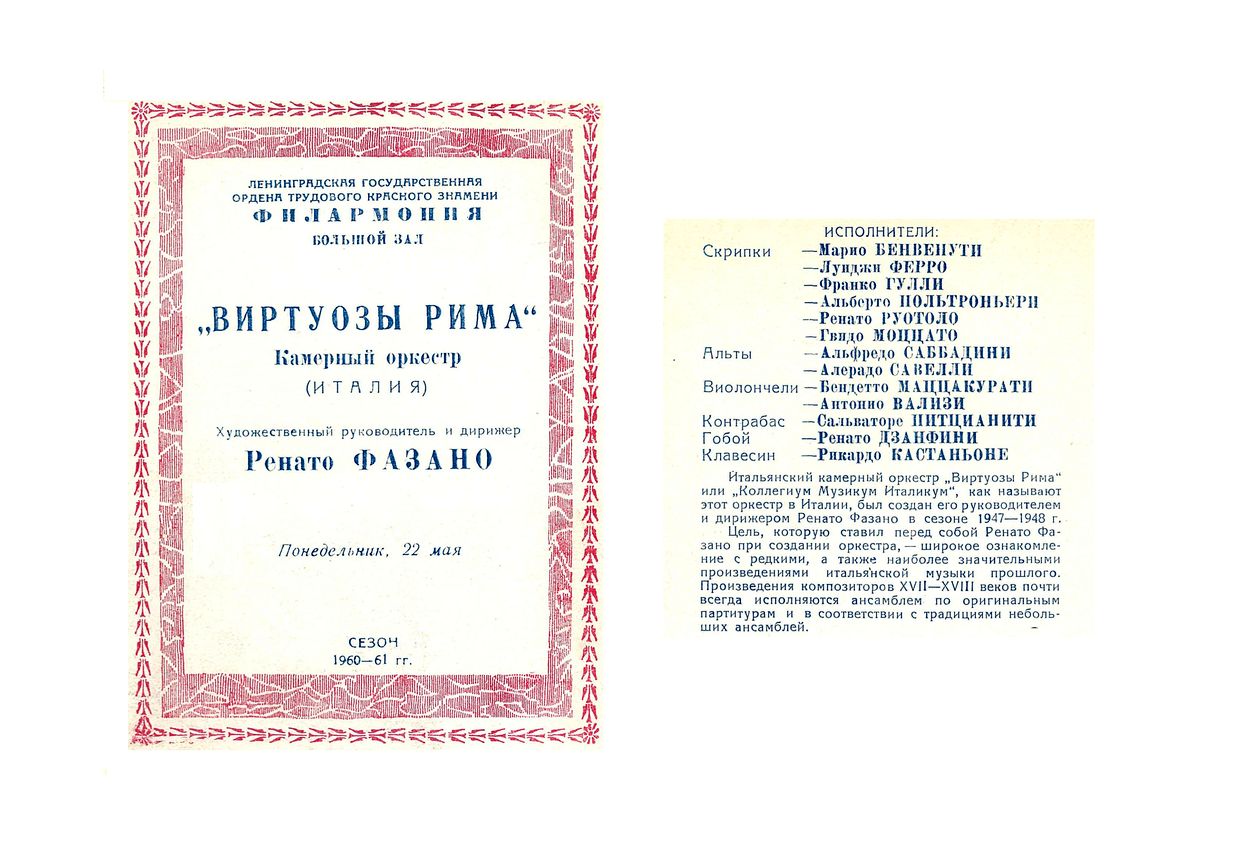 ЛЕНИНГРАДСКАЯ ГОСУДАРСТВЕННАЯ
ОРДЕНА ТРУДОВОГО КРАСНОГО ЗНАМЕНИ
ФИЛАРМОНИЯ
БОЛЬШОЙ ЗАЛ
„ВИРТУОЗЫ РИМА“
Камерный оркестр
(ИТАЛИЯ)
Художественный руководитель и дирижер
Ренато ФАЗАНО
Понедельник, 22 мая
СЕЗОН
1960—61 гг.
ИСПОЛНИТЕЛИ:
Скрипки —Марио БЕНВЕНУТИ
—Луиджи ФЕРРО
—Франко ГУЛЛИ
—Альберто ПОЛЬТРОНЬЕРИ
—Ренато РУОТОЛО
—Гвидо МОЦЦАТО
Альты —Альфредо САББАДИНИ
—Алерадо САВЕЛЛИ
Виолончели —Бендетто МАЦЦАКУРАТИ
—Антонио ВАЛИЗИ
Контрабас —Сальваторе ПИТЦИАНИТИ
Гобой —Ренато ДЗАНФИНИ
Клавесин —Рикардо КАСТАНЬОНЕ
Итальянский камерный оркестр „Виртуозы Рима“
или „Коллегиум Музикум Италикум“, как называют
этот оркестр в Италии, был создан его руководителем
и дирижером Ренато Фазано в сезоне 1947—1948 г.
Цель, которую ставил перед собой Ренато Фа-
зано при создании оркестра, — широкое ознакомле-
ние с редкими, а также наиболее значительными
произведениями итальянской музыки прошлого.
Произведения композиторов XVII—XVIII веков почти
всегда исполняются ансамблем по оригинальным
партитурам и в соответствии с традициями неболь-
ших ансамблей.